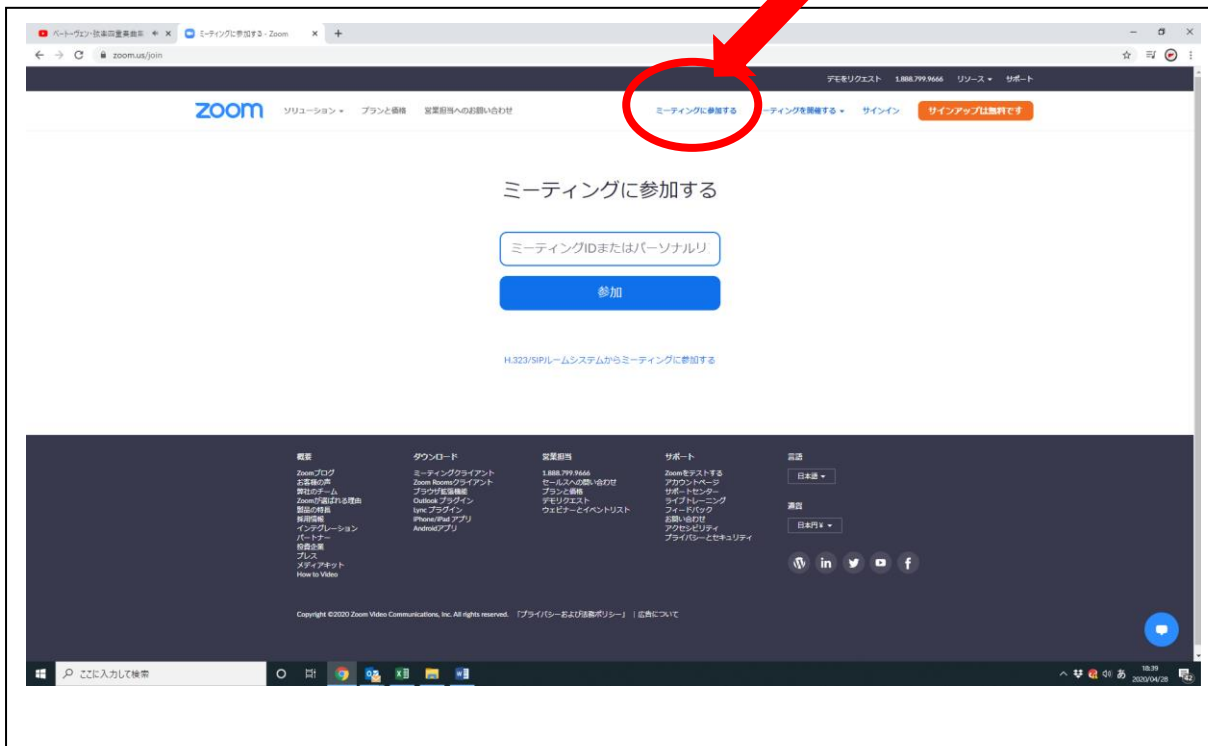 ベートーヴェン・弦楽四重奏曲
ミーティングに参加する - Zoom
zoom.us/join
デモをリクエスト 1.888.799.9666 リソース サポート
zoom ソリューション プランと価格 営業担当へのお問い合わせ ミーティングに参加する ーティングを開催する サインイン サインアップは無料です
ミーティングに参加する
ミーティングIDまたはパーソナルリ
参加
H.323/SIPルームシステムからミーティングに参加する
概要
Zoomブログ
お客様の声
弊社のチーム
Zoomが選ばれる理由
製品の特長
採用情報
インテグレーション
パートナー
投資企業
プレス
メディアキット
How to Video
ダウンロード
ミーティングクライアント
Zoom Roomsクライアント
ブラウザ拡張機能
Outlook プラグイン
Lync プラグイン
iPhone/iPad アプリ
Androidアプリ
営業担当
1.888.799.9666
セールスへの問い合わせ
プランと価格
デモリクエスト
ウェビナーとイベントリスト
サポート
Zoomをテストする
アカウントページ
サポートセンター
ライブトレーニング
フィードバック
お問い合わせ
アクセシビリティ
プライバシーとセキュリティ
言語
日本語
通貨
日本円 ¥
Copyright ©2020 Zoom Video Communications, Inc. All rights reserved. 「プライバシーおよび法務ポリシー」 | 広告について
ここに入力して検索
あ
18:39
2020/04/28
42